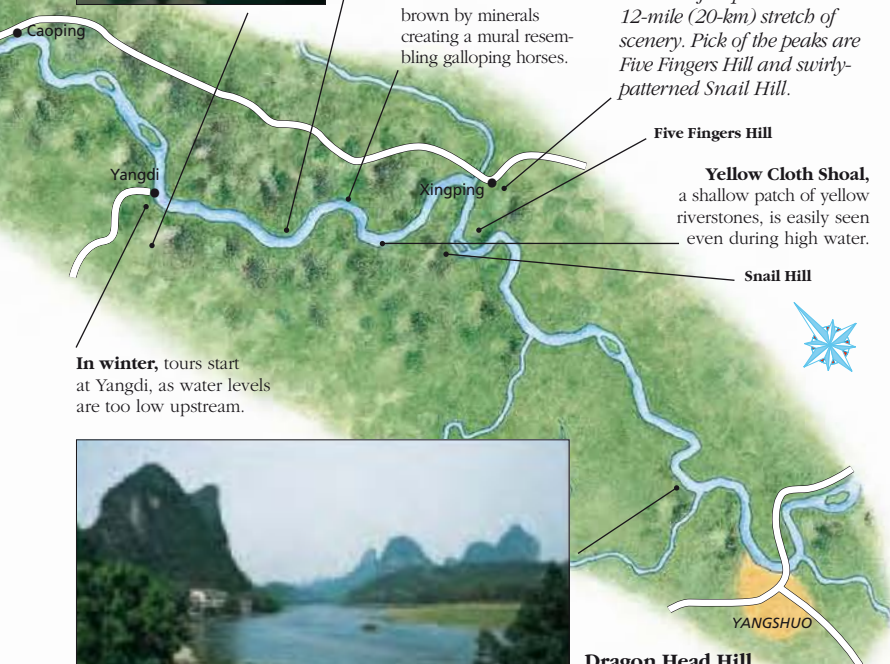 brown by minerals
creating a mural resem-
bling galloping horses.
12-mile (20-km) stretch of
scenery. Pick of the peaks are
Five Fingers Hill and swirly-
patterned Snail Hill.
Caoping
Five Fingers Hill
Yangdi
Xingping
Yellow Cloth Shoal,
a shallow patch of yellow
riverstones, is easily seen
even during high water.
Snail Hill
In winter, tours start
at Yangdi, as water levels
are too low upstream.
YANGSHUO
Dragon Head Hill